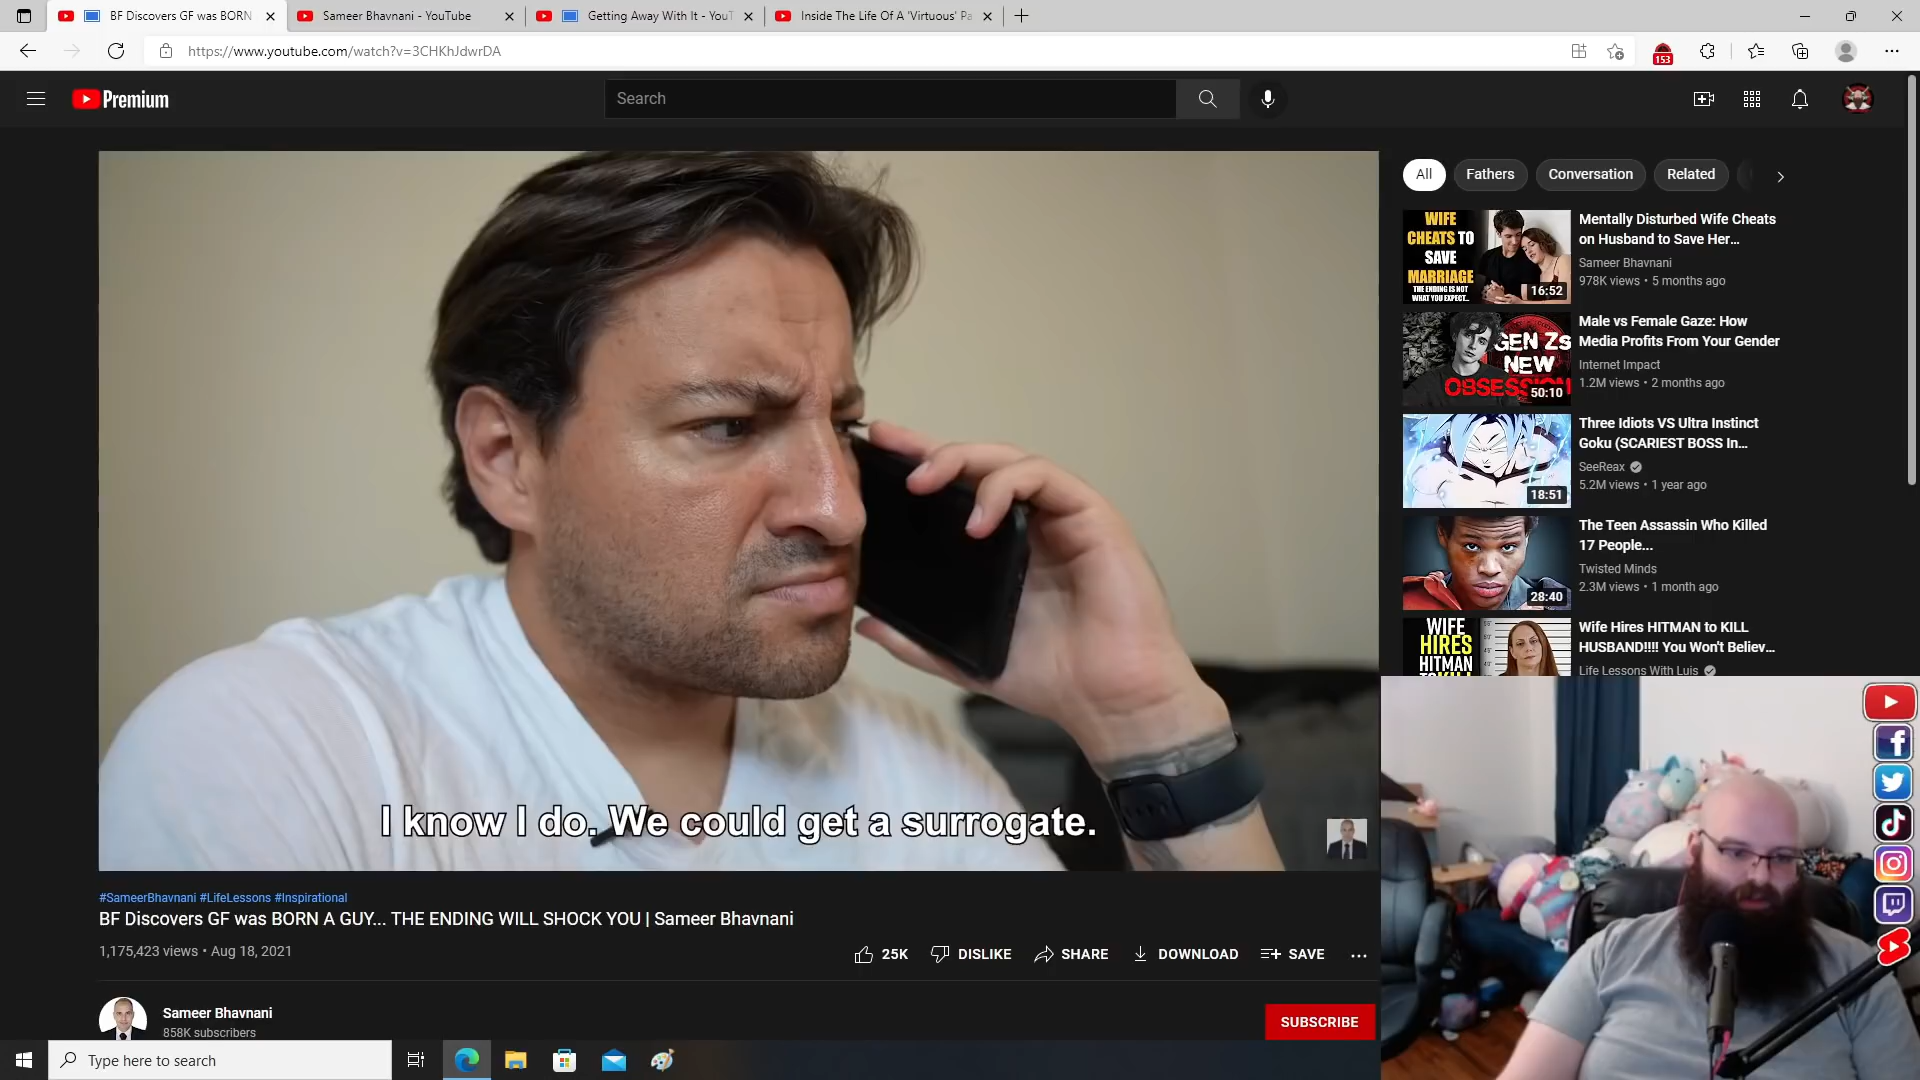 BF Discovers GF was BORN
Sameer Bhavnani - YouTube
Getting Away With It - YouT
Inside The Life Of A 'Virtuous' Pa
https://www.youtube.com/watch?v=3CHKhJdwrDA
153
Premium
Search
All
Fathers
Conversation
Related
WIFE
CHEATS TO
SAVE
MARRIAGE
THE ENDING IS NOT
WHAT YOU EXPECT...
16:52
Mentally Disturbed Wife Cheats
on Husband to Save Her...
Sameer Bhavnani
978K views • 5 months ago
GEN Zs
NEW
OBSESSION
50:10
Male vs Female Gaze: How
Media Profits From Your Gender
Internet Impact
1.2M views • 2 months ago
18:51
Three Idiots VS Ultra Instinct
Goku (SCARIEST BOSS In...
SeeReax
5.2M views • 1 year ago
28:40
The Teen Assassin Who Killed
17 People...
Twisted Minds
2.3M views • 1 month ago
WIFE
HIRES
HITMAN
Wife Hires HITMAN to KILL
HUSBAND!!!! You Won't Believ...
Life Lessons With Luis
I know I do. We could get a surrogate.
#SameerBhavnani #LifeLessons #Inspirational
BF Discovers GF was BORN A GUY... THE ENDING WILL SHOCK YOU | Sameer Bhavnani
1,175,423 views • Aug 18, 2021
25K
DISLIKE
SHARE
DOWNLOAD
SAVE
Sameer Bhavnani
858K subscribers
SUBSCRIBE
Type here to search